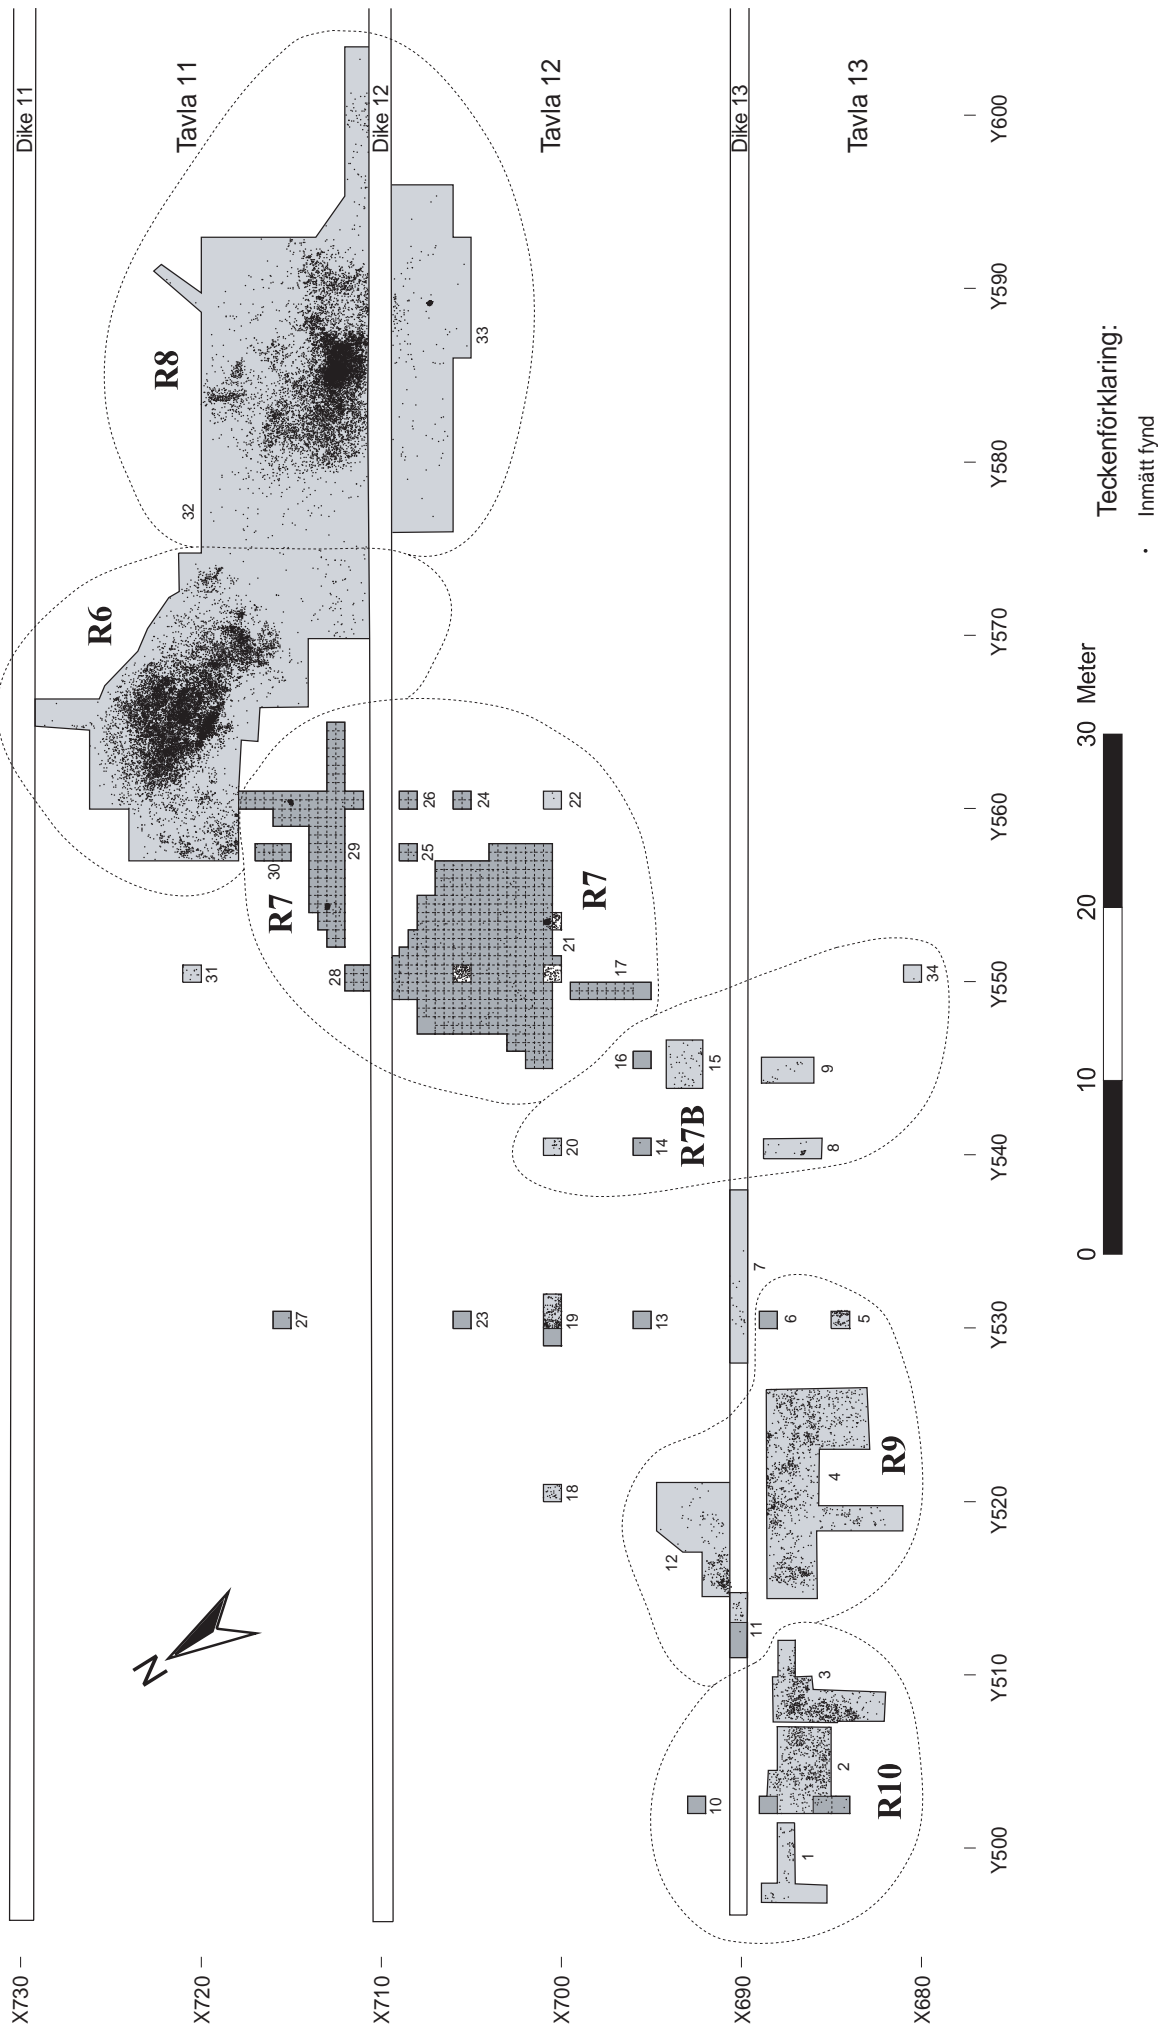 Dike 11
Tavla 11
Dike 12
Tavla 12
Dike 13
Tavla 13
Y600
Y590
Y580
Y570
Y560
Y550
Y540
Y530
Y520
Y510
Y500
X730
X720
X710
X700
X690
X680
R8
R6
R7
R7
R7B
R9
R10
N
32
33
31
30
29
28
27
26
25
24
23
22
21
20
19
18
17
16
15
14
13
12
11
10
9
8
7
6
5
4
3
2
1
34
0 10 20 30 Meter
Teckenförklaring:
Inmätt fynd